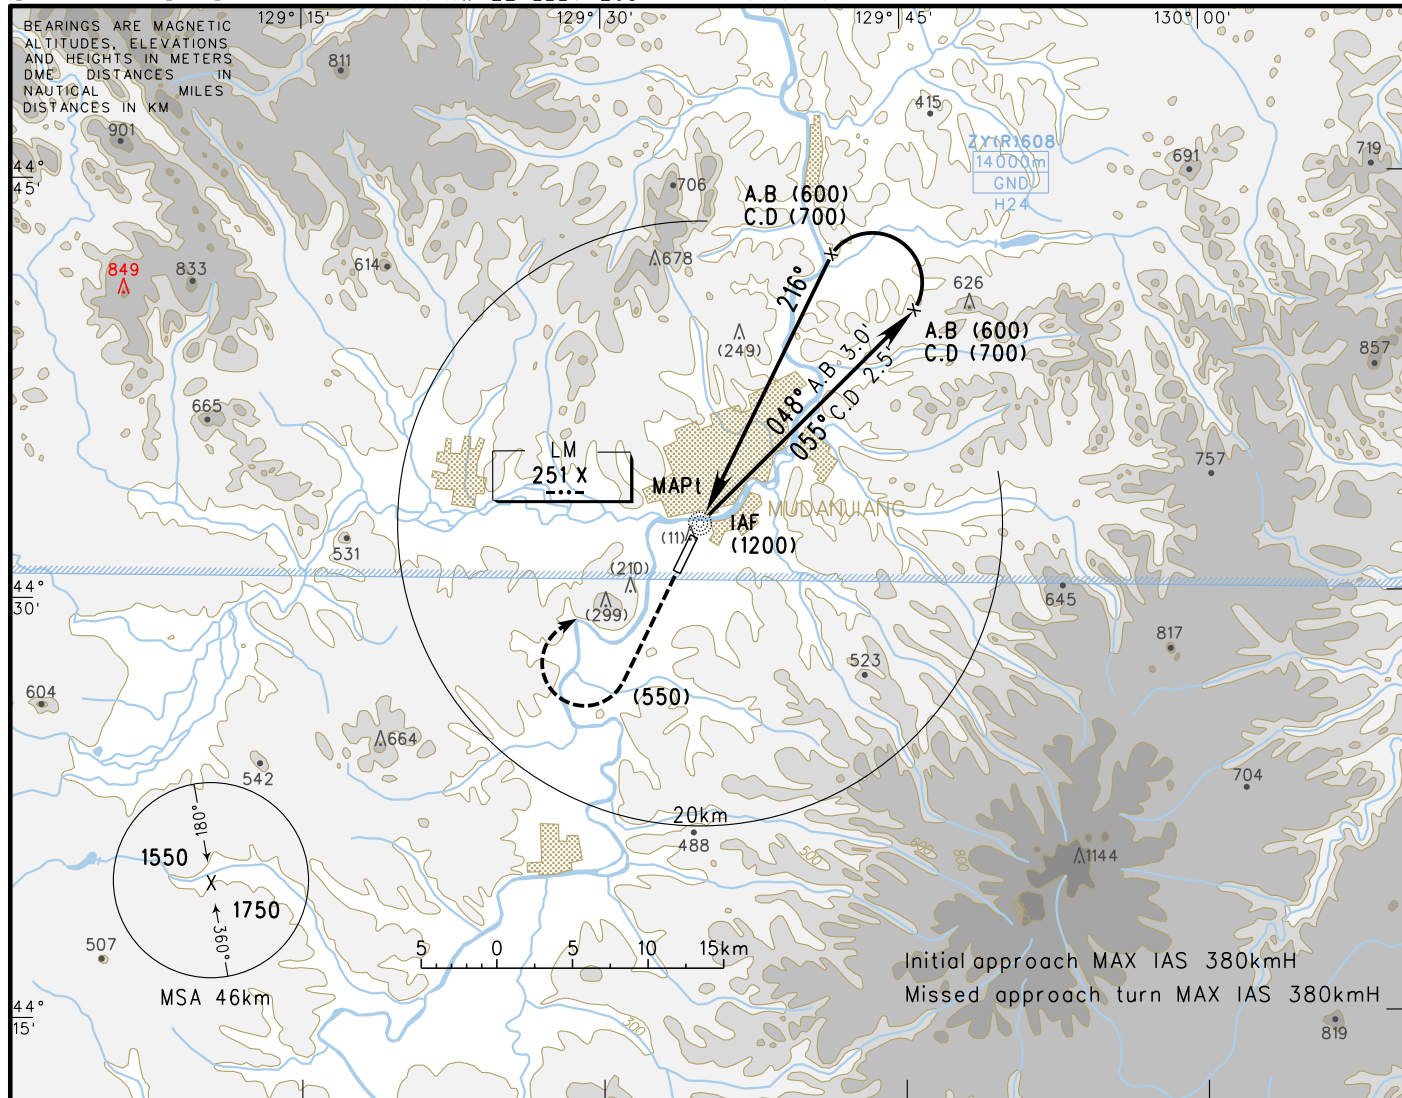 129° 15'
129° 30'
129° 45'
130° 00'
BEARINGS ARE MAGNETIC
ALTITUDES, ELEVATIONS
AND HEIGHTS IN METERS
DME DISTANCES IN
NAUTICAL MILES
DISTANCES IN KM
811
901
415
ZY(R)608
14000m
GND
H24
691
719
44°
45'
706
A.B (600)
C.D (700)
849
833
614
678
216°
626
(249)
A.B (600)
C.D (700)
857
048° A.B 3.0'
055° C.D 2.5'
665
LM
251 X
MAPt
757
MUDANJIANG
IAF
(1200)
(11)
531
(210)
(299)
44°
30'
645
817
523
604
(550)
664
542
704
20km
488
500
600
800
1144
180°
1550
1750
360°
507
MSA 46km
5 0 5 10 15km
300
Initial approach MAX IAS 380kmH
Missed approach turn MAX IAS 380kmH
44°
15'
819